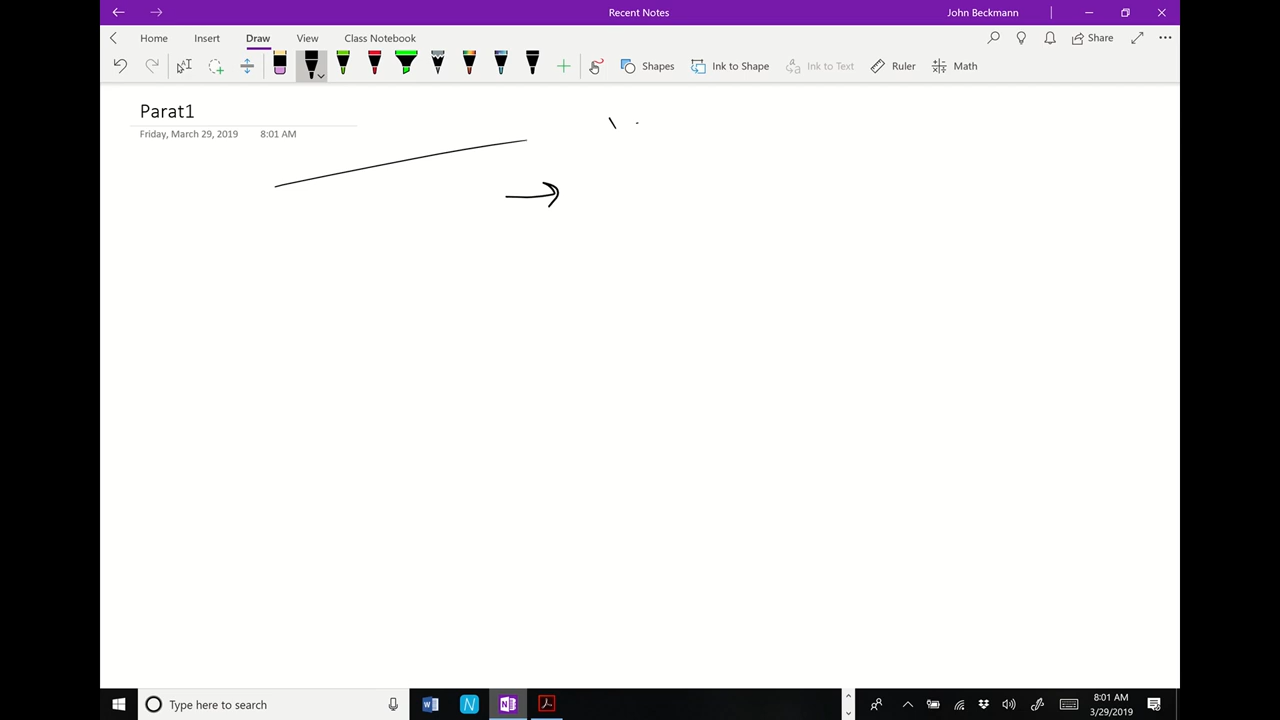 Recent Notes
John Beckmann
Home Insert Draw View Class Notebook
Share
Shapes Ink to Shape Ink to Text Ruler Math
Parat1
Friday, March 29, 2019 8:01 AM
Type here to search
8:01 AM
3/29/2019